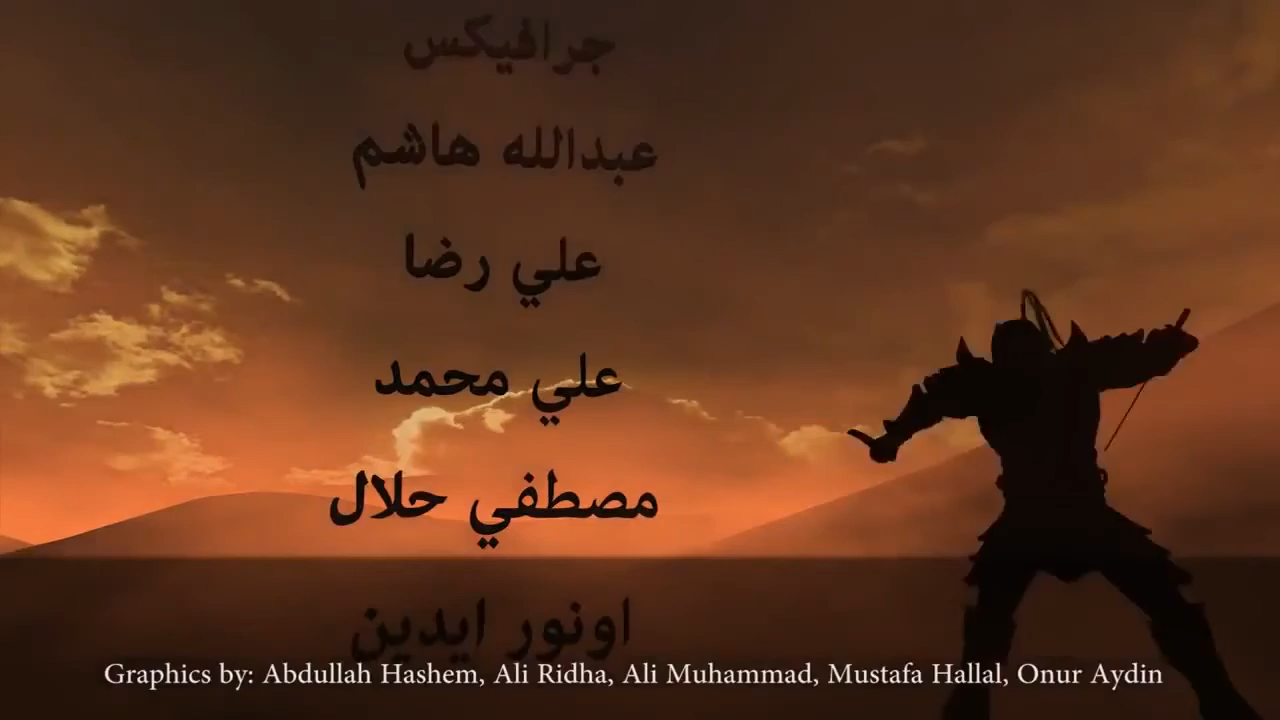 جرافيكس
عبدالله هاشم
علي رضا
علي محمد
مصطفي حلال
اونور ايدين
Graphics by: Abdullah Hashem, Ali Ridha, Ali Muhammad, Mustafa Hallal, Onur Aydin